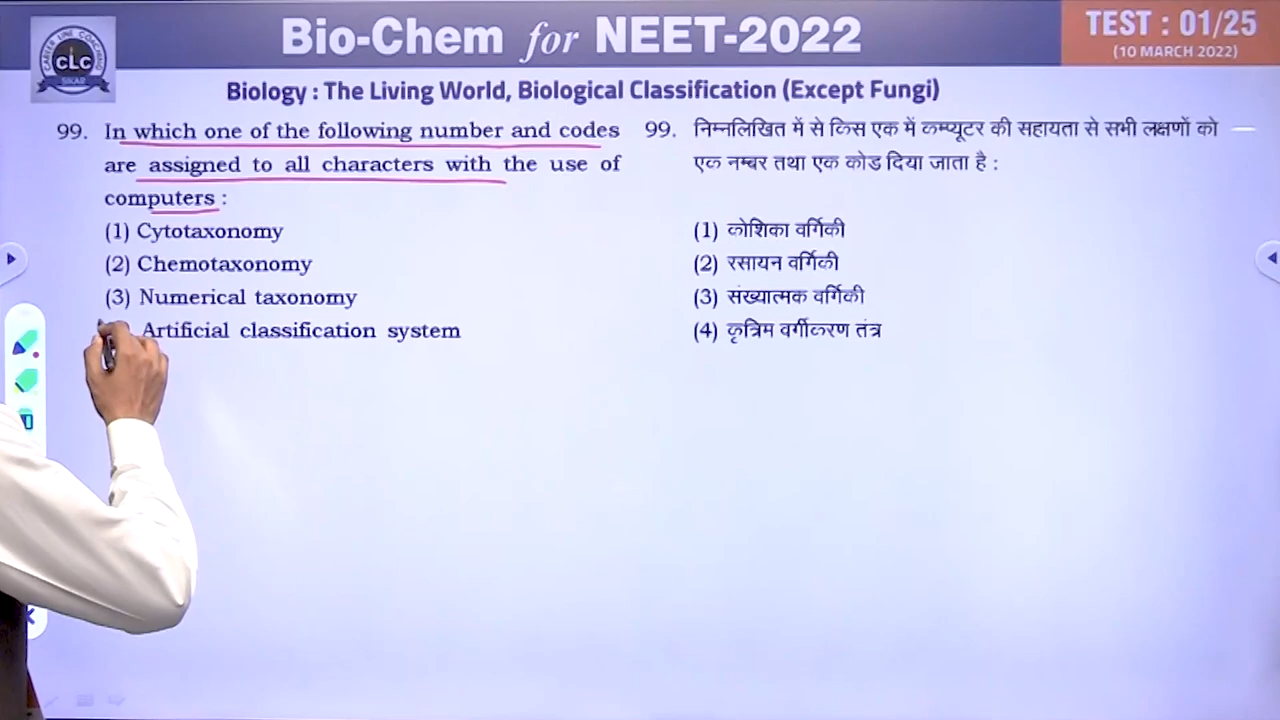 Bio-Chem for NEET-2022
TEST : 01/25
(10 MARCH 2022)
CAREER LINE COACHING
CLC
SIKAR
Biology : The Living World, Biological Classification (Except Fungi)
99. In which one of the following number and codes
are assigned to all characters with the use of
computers :
(1) Cytotaxonomy
(2) Chemotaxonomy
(3) Numerical taxonomy
Artificial classification system
99. निम्नलिखित में से किस एक में कम्प्यूटर की सहायता से सभी लक्षणों को
एक नम्बर तथा एक कोड दिया जाता है :
(1) कोशिका वर्गिकी
(2) रसायन वर्गिकी
(3) संख्यात्मक वर्गिकी
(4) कृत्रिम वर्गीकरण तंत्र